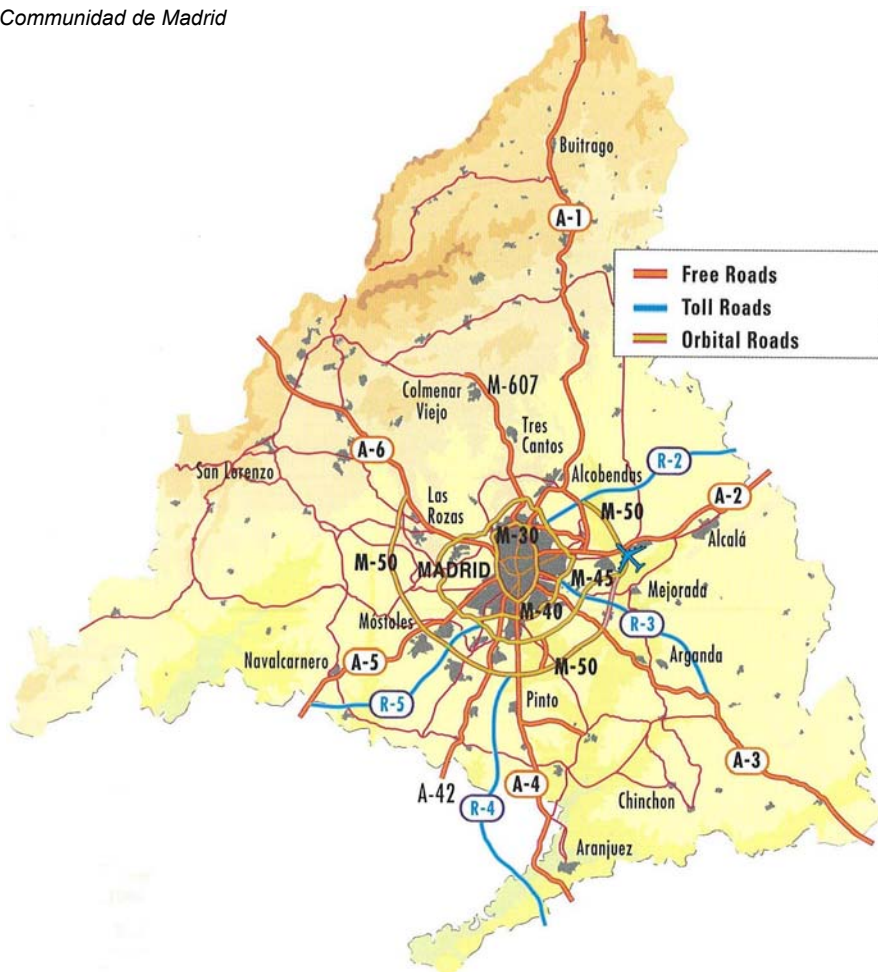 Communidad de Madrid
Buitrago
A-1
Free Roads
Toll Roads
Orbital Roads
M-607
Colmenar
Viejo
Tres
Cantos
A-6
San Lorenzo
Alcobendas
R-2
A-2
Las
Rozas
M-50
Alcalá
M-30
M-50
MADRID
M-45
Mejorada
M-40
Móstoles
R-3
Navalcarnero
A-5
M-50
Arganda
R-5
Pinto
A-3
A-42
A-4
R-4
Chinchon
Aranjuez